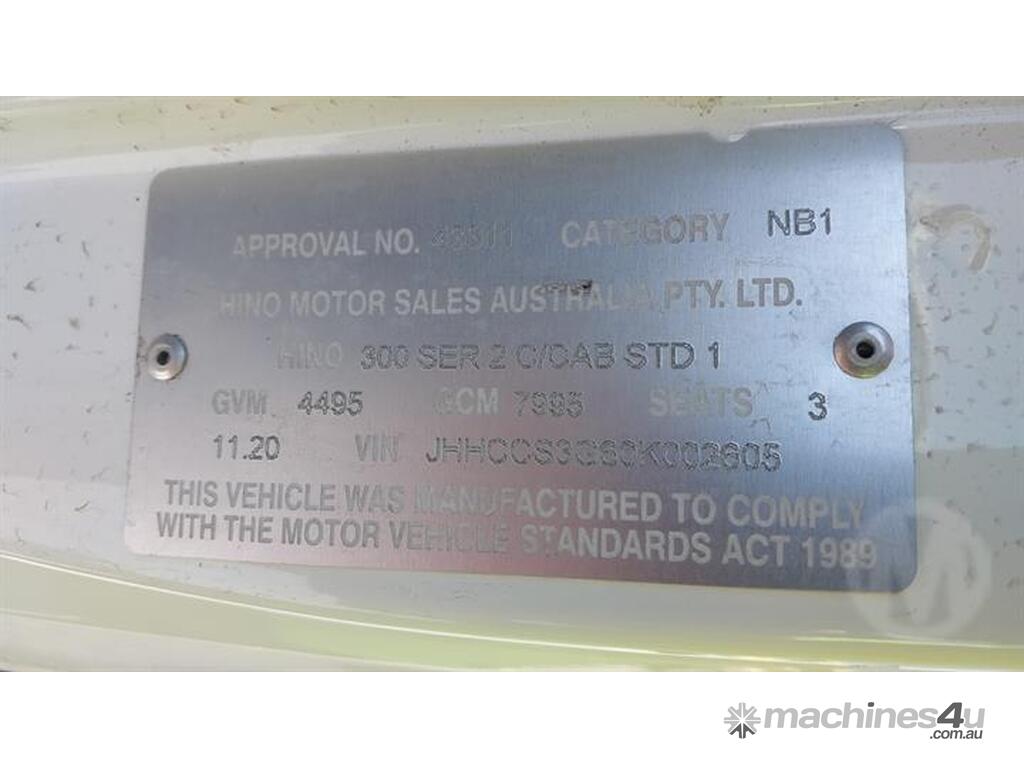 APPROVAL NO. CATEGORY NB1
HINO MOTOR SALES AUSTRALIA PTY. LTD.
HINO 300 SER 2 C/CAB STD 1
GVM 4495 GCM 7995 SEATS 3
11.20 VIN
THIS VEHICLE WAS MANUFACTURED TO COMPLY
WITH THE MOTOR VEHICLE STANDARDS ACT 1989
machines4u
.com.au